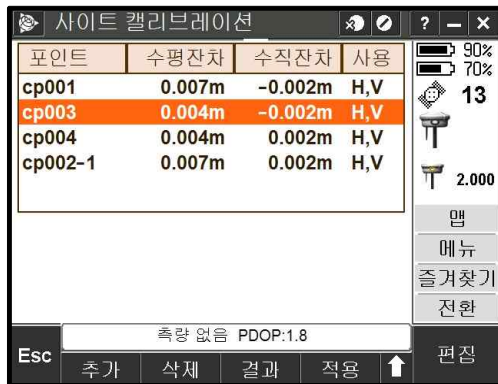 사이트 캘리브레이션 ? – ×
포인트 수평잔차 수직잔차 사용
cp001 0.007m -0.002m H,V
cp003 0.004m -0.002m H,V
cp004 0.004m 0.002m H,V
cp002-1 0.007m 0.002m H,V
90%
70%
13
2.000
맵
메뉴
즐겨찾기
전환
측량 없음 PDOP:1.8
Esc 추가 삭제 결과 적용 편집